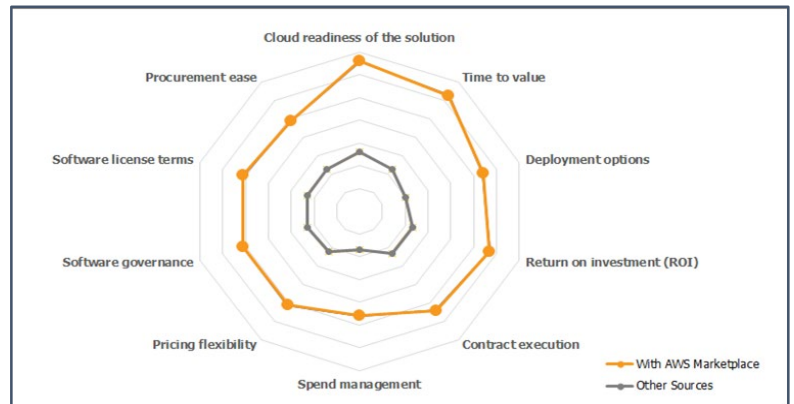 Cloud readiness of the solution
Procurement ease
Time to value
Software license terms
Deployment options
Software governance
Return on investment (ROI)
Pricing flexibility
Contract execution
Spend management
With AWS Marketplace
Other Sources